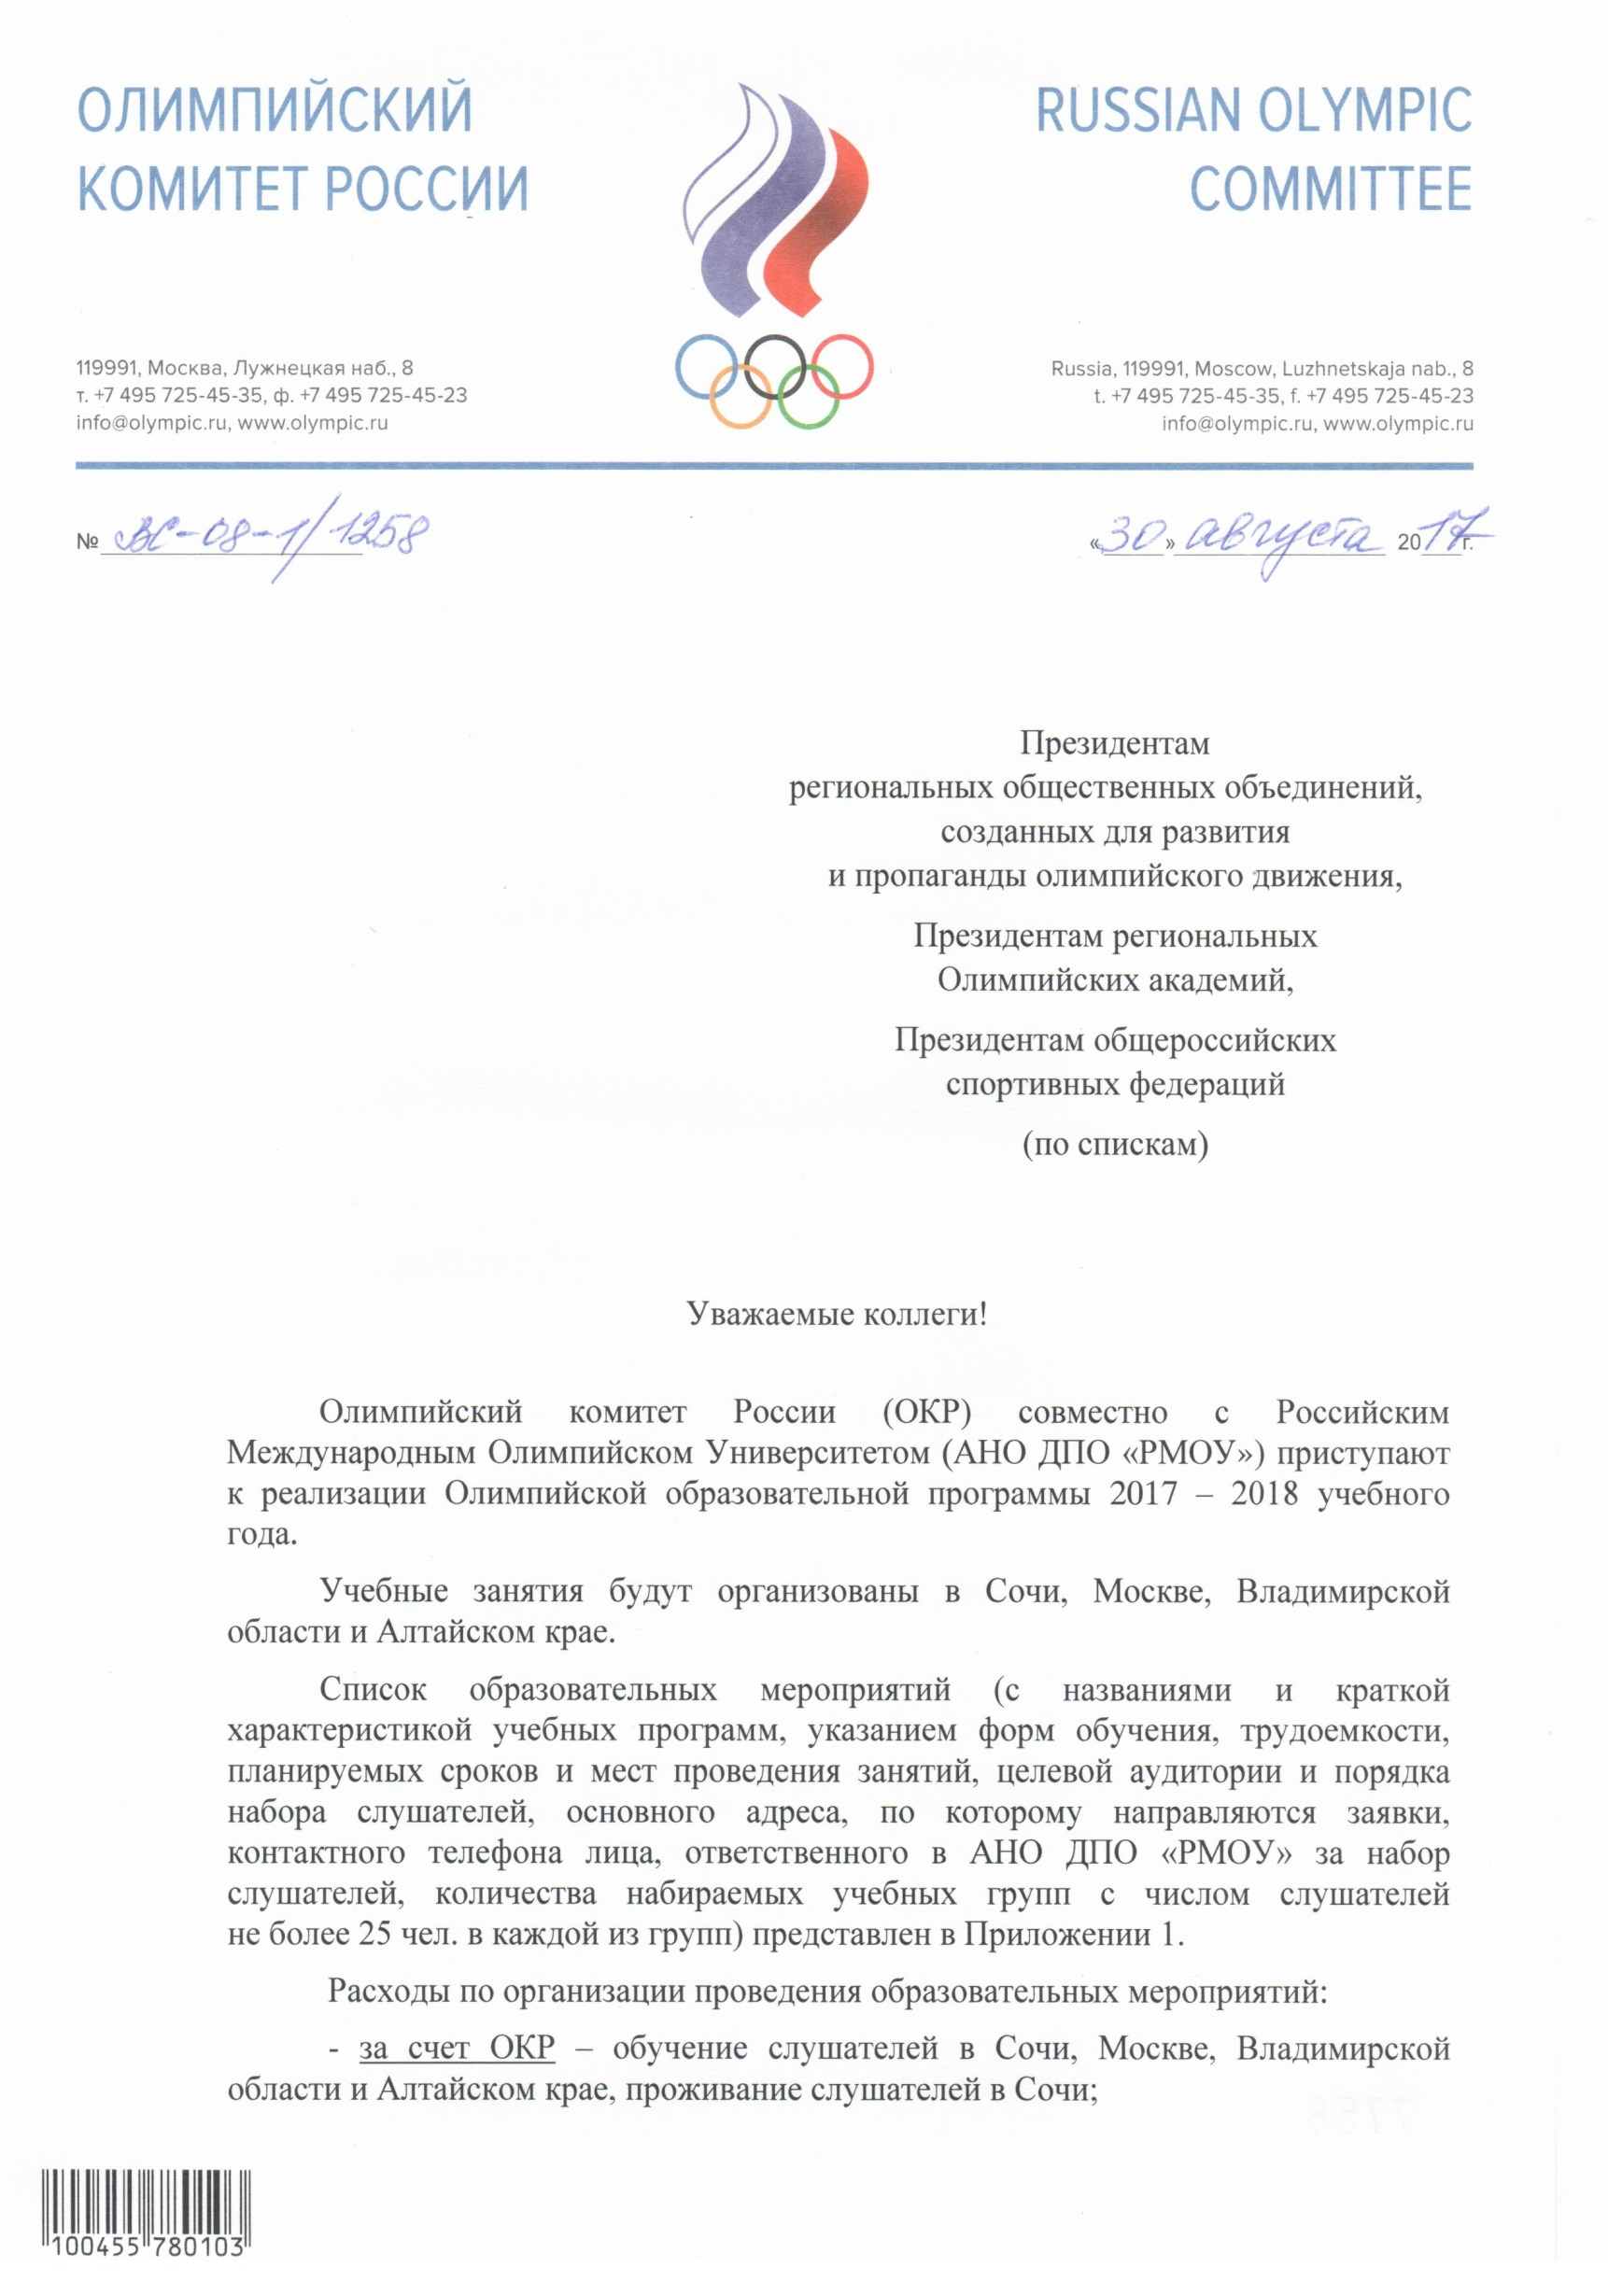 ОЛИМПИЙСКИЙ
КОМИТЕТ РОССИИ
RUSSIAN OLYMPIC
COMMITTEE
119991, Москва, Лужнецкая наб., 8
т. +7 495 725-45-35, ф. +7 495 725-45-23
info@olympic.ru, www.olympic.ru
Russia, 119991, Moscow, Luzhnetskaja nab., 8
t. +7 495 725-45-35, f. +7 495 725-45-23
info@olympic.ru, www.olympic.ru
№ ВС-08-1/1258
«30» августа 2017г.
Президентам
региональных общественных объединений,
созданных для развития
и пропаганды олимпийского движения,
Президентам региональных
Олимпийских академий,
Президентам общероссийских
спортивных федераций
(по спискам)
Уважаемые коллеги!
Олимпийский комитет России (ОКР) совместно с Российским
Международным Олимпийском Университетом (АНО ДПО «РМОУ») приступают
к реализации Олимпийской образовательной программы 2017 – 2018 учебного
года.
Учебные занятия будут организованы в Сочи, Москве, Владимирской
области и Алтайском крае.
Список образовательных мероприятий (с названиями и краткой
характеристикой учебных программ, указанием форм обучения, трудоемкости,
планируемых сроков и мест проведения занятий, целевой аудитории и порядка
набора слушателей, основного адреса, по которому направляются заявки,
контактного телефона лица, ответственного в АНО ДПО «РМОУ» за набор
слушателей, количества набираемых учебных групп с числом слушателей
не более 25 чел. в каждой из групп) представлен в Приложении 1.
Расходы по организации проведения образовательных мероприятий:
- за счет ОКР – обучение слушателей в Сочи, Москве, Владимирской
области и Алтайском крае, проживание слушателей в Сочи;
100455 780103